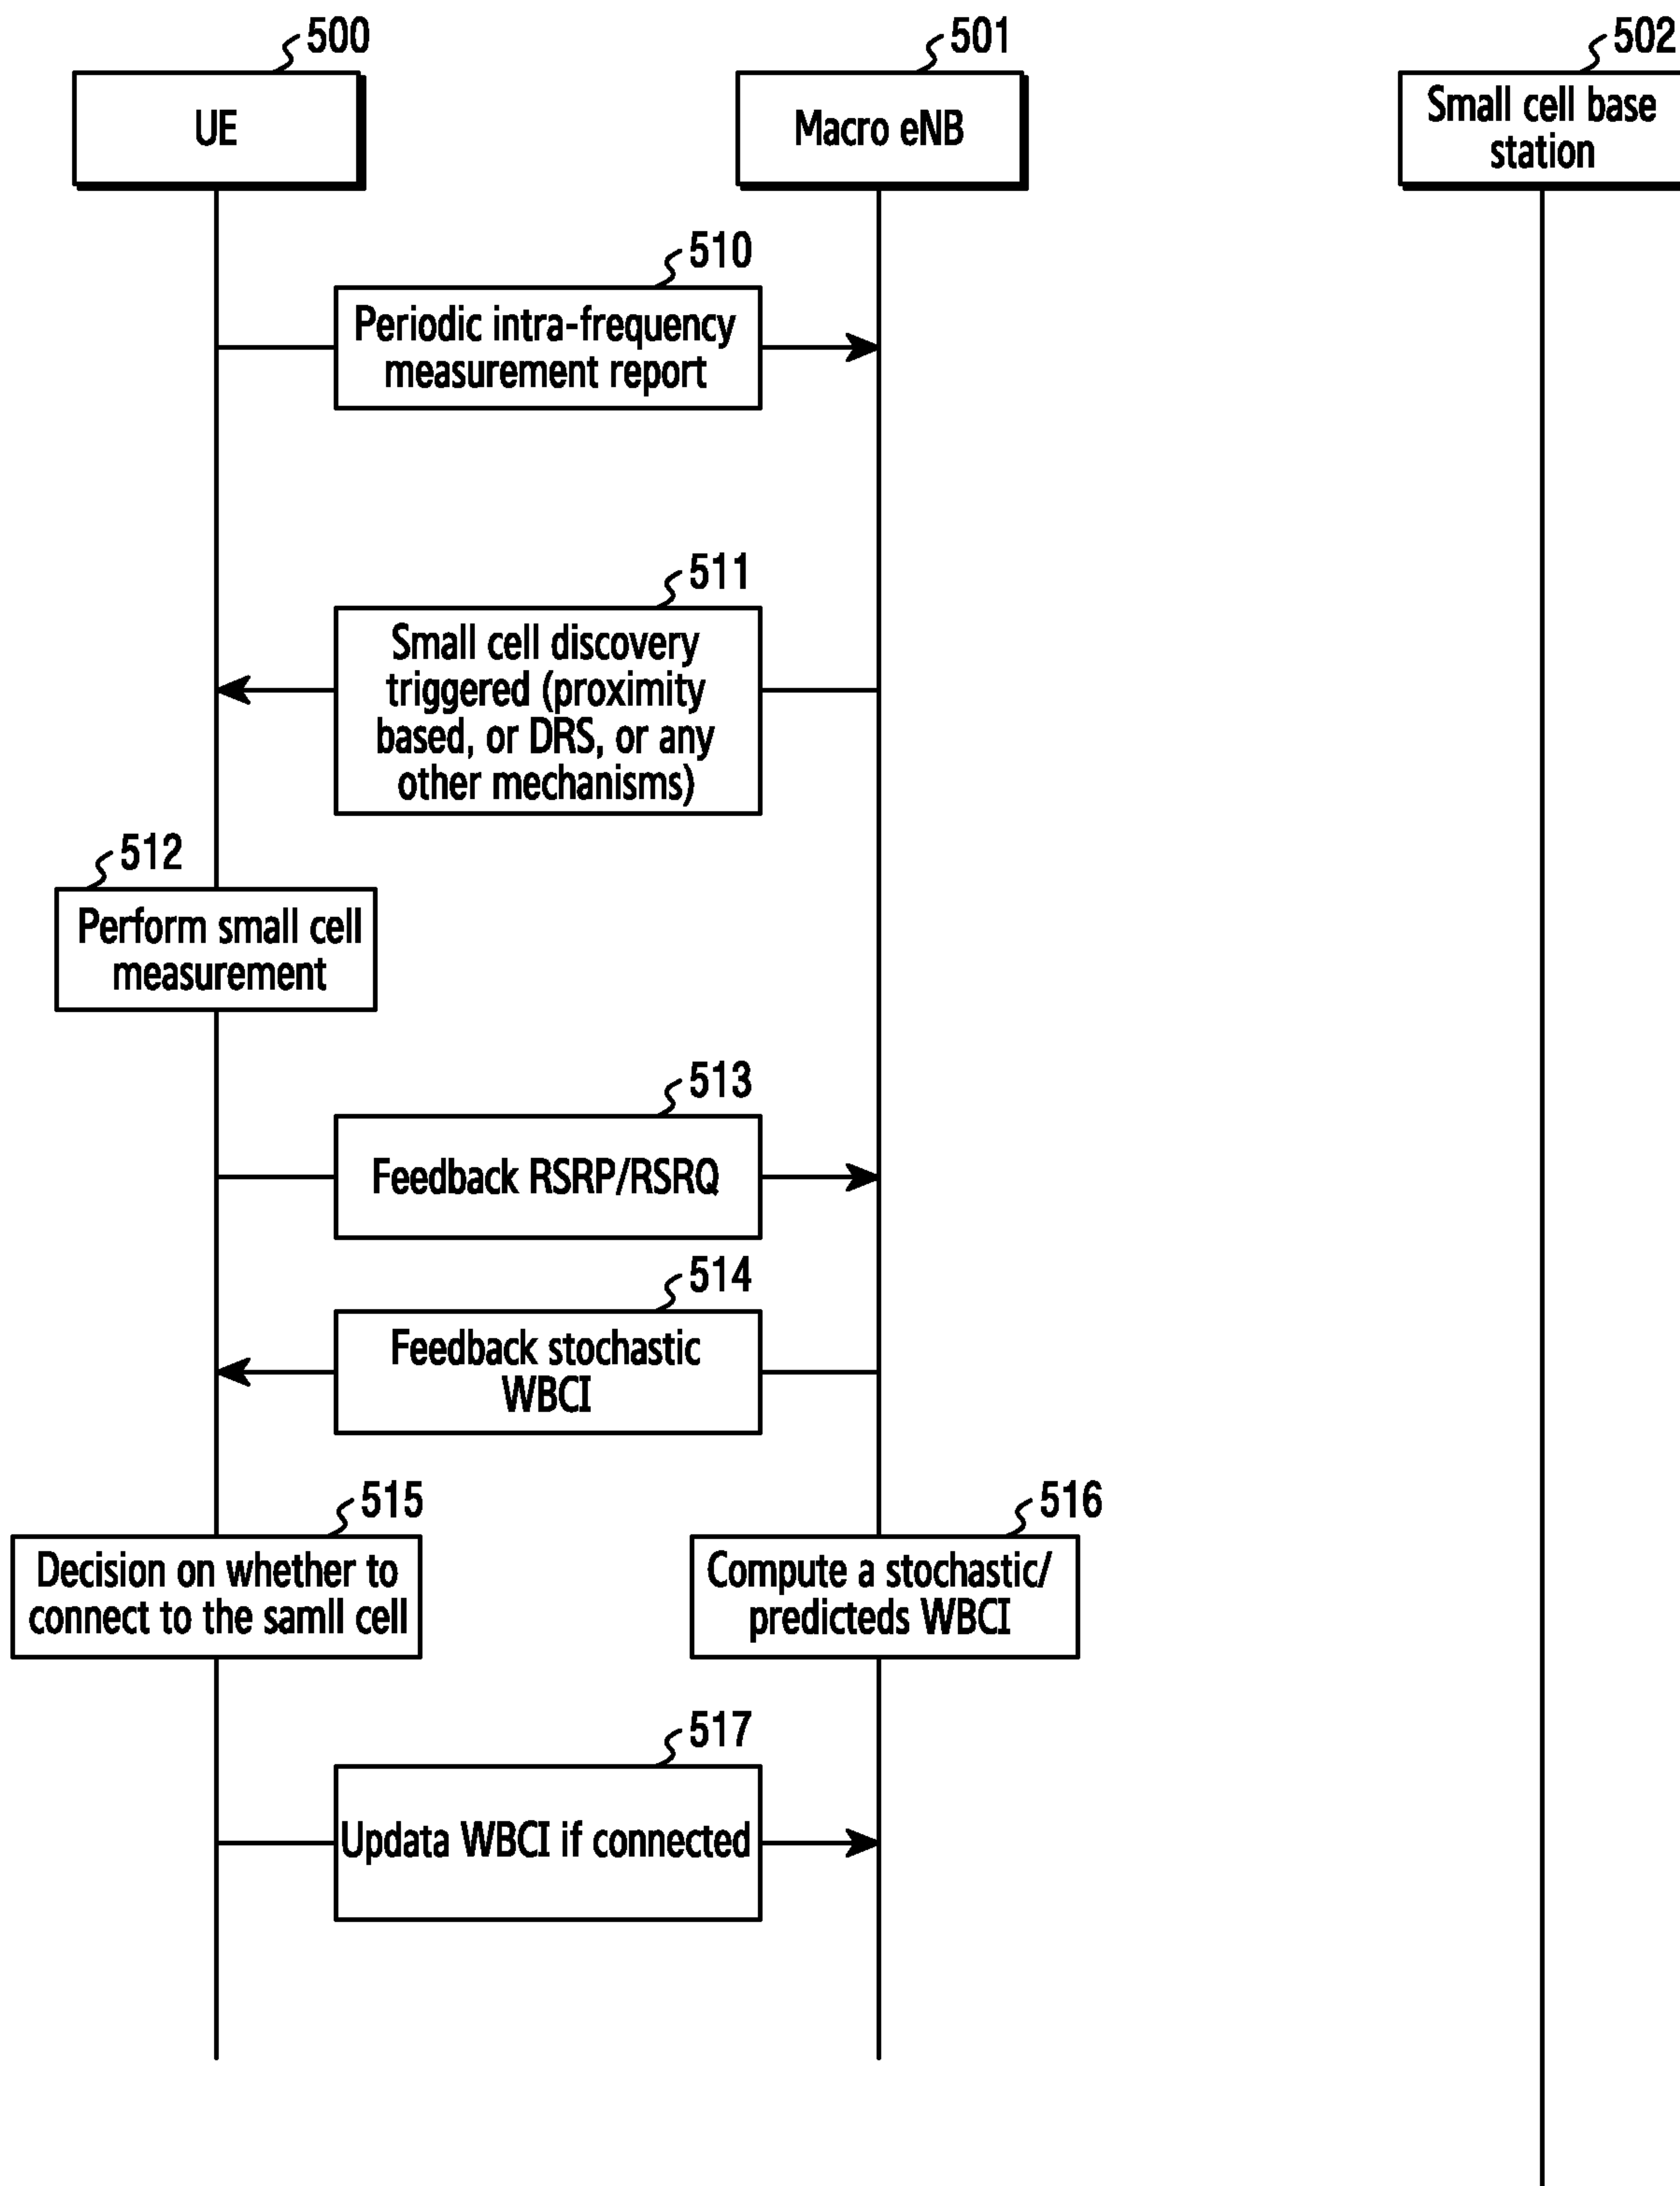 500
501
502
UE
Macro eNB
Small cell base
station
510
Periodic intra-frequency
measurement report
511
Small cell discovery
triggered (proximity
based, or DRS, or any
other mechanisms)
512
Perform small cell
measurement
513
Feedback RSRP/RSRQ
514
Feedback stochastic
WBCI
515
Decision on whether to
connect to the samll cell
516
Compute a stochastic/
predicteds WBCI
517
Updata WBCI if connected